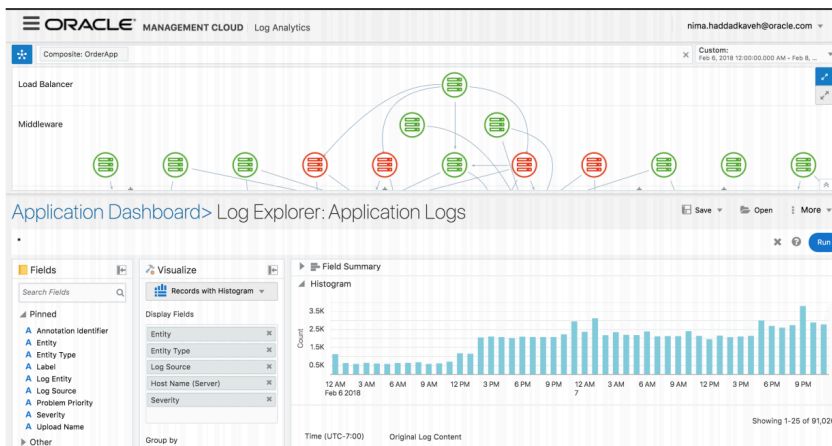 ORACLE® MANAGEMENT CLOUD Log Analytics
nima.haddadkaveh@oracle.com
Composite: OrderApp
Custom:
Feb 6, 2018 12:00:00.000 AM - Feb 8, ...
Load Balancer
Middleware
Application Dashboard> Log Explorer: Application Logs
Save
Open
More
Run
Fields
Search Fields
Pinned
A Annotation Identifier
A Entity
A Entity Type
A Label
A Log Entity
A Log Source
A Problem Priority
A Severity
A Upload Name
Other
Visualize
Records with Histogram
Display Fields
Entity
Entity Type
Log Source
Host Name (Server)
Severity
Group by
Field Summary
Histogram
Count
3.5K
2.5K
1.5K
0.5K
12 AM 3 AM 6 AM 9 AM 12 PM 3 PM 6 PM 9 PM 12 AM 3 AM 6 AM 9 AM 12 PM 3 PM 6 PM 9 PM
Feb 6 2018 7
Showing 1-25 of 91,02
Time (UTC-7:00) Original Log Content